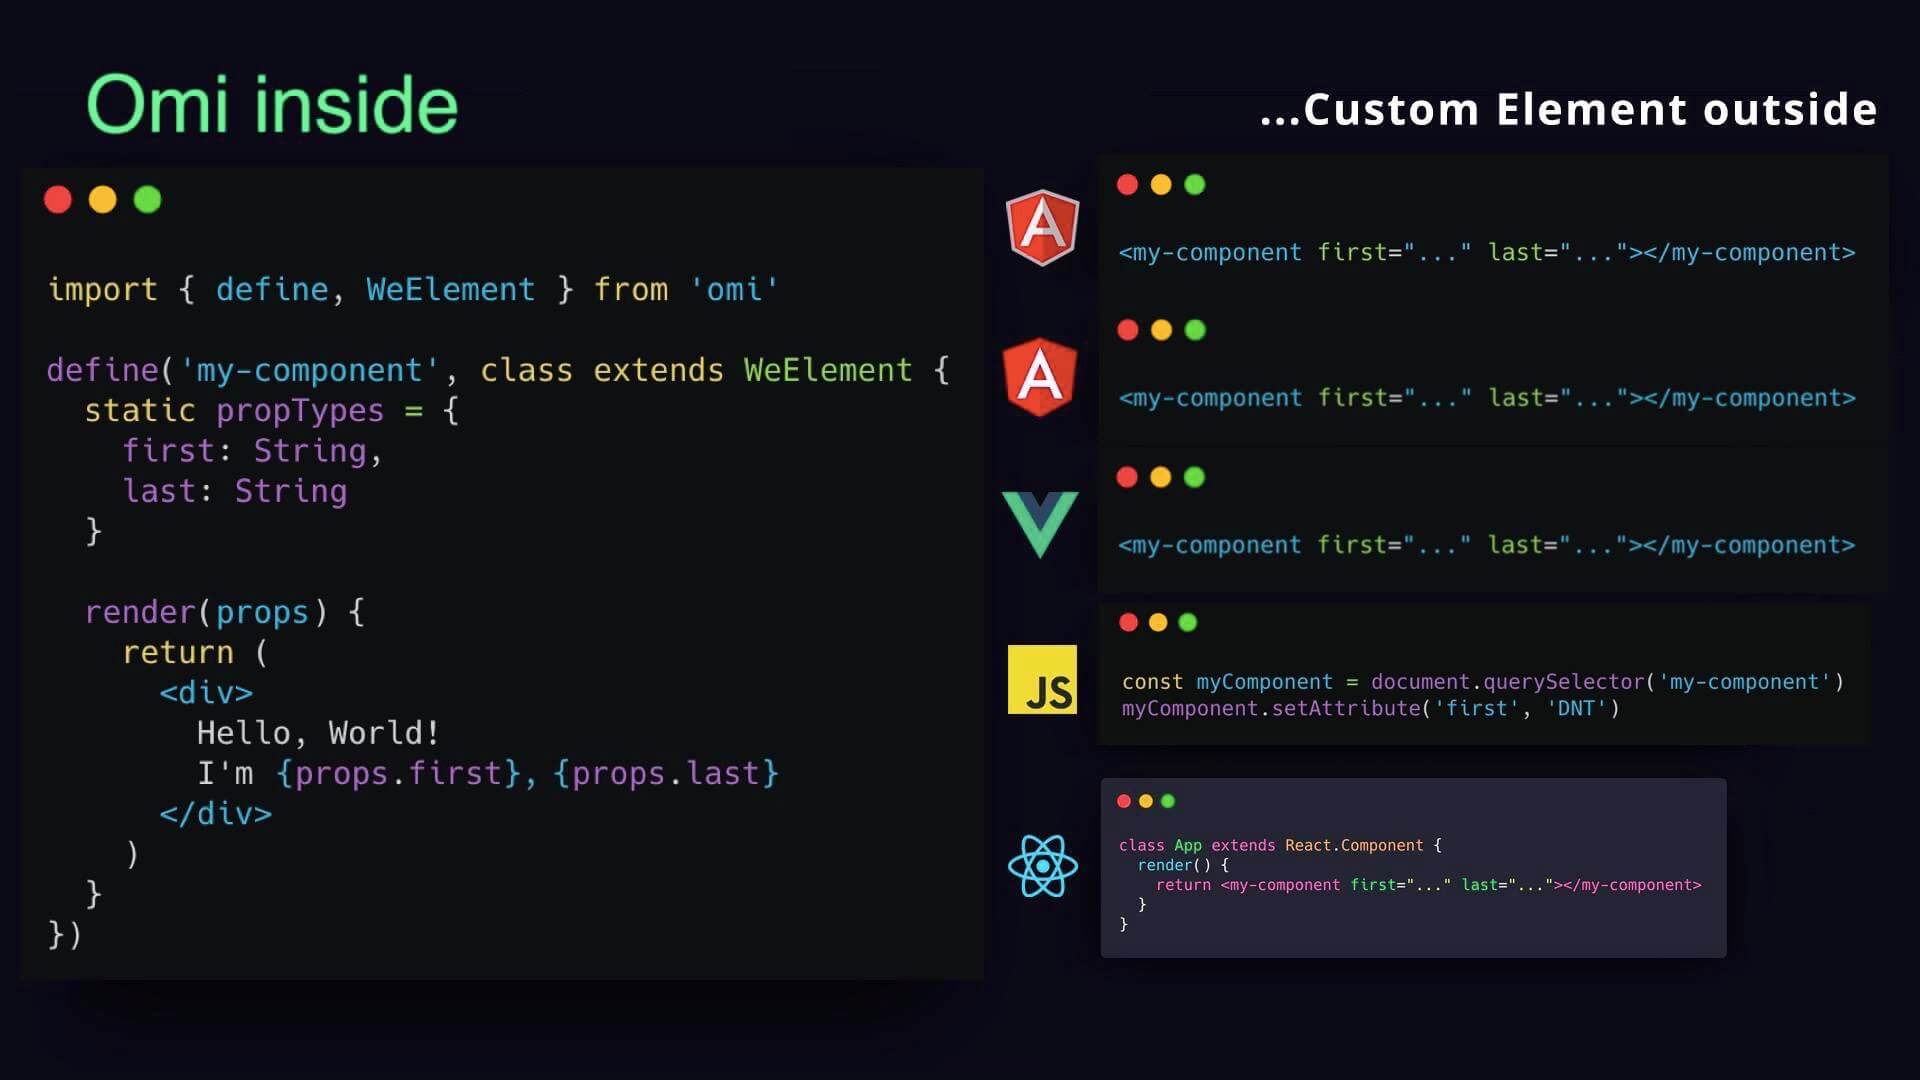 Omi inside
import { define, WeElement } from 'omi'
define('my-component', class extends WeElement {
  static propTypes = {
    first: String,
    last: String
  }
  render(props) {
    return (
      <div>
        Hello, World!
        I'm {props.first}, {props.last}
      </div>
    )
  }
})
...Custom Element outside
A
<my-component first="..." last="..."></my-component>
A
<my-component first="..." last="..."></my-component>
<my-component first="..." last="..."></my-component>
JS
const myComponent = document.querySelector('my-component')
myComponent.setAttribute('first', 'DNT')
class App extends React.Component {
  render() {
    return <my-component first="..." last="..."></my-component>
  }
}